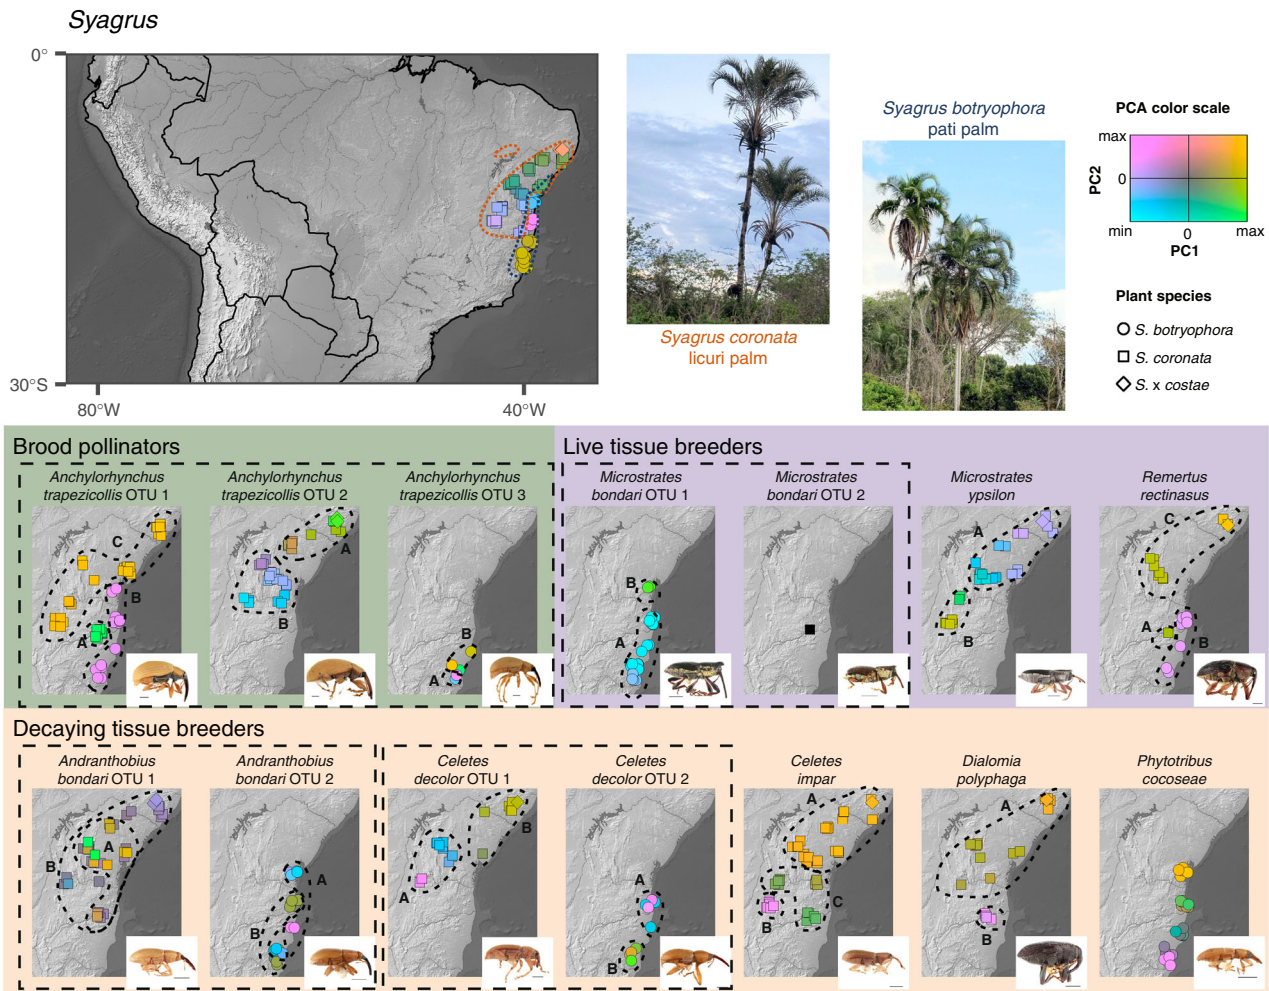 Syagrus
0°
30°S
80°W
40°W
Syagrus coronata
licuri palm
Syagrus botryophora
pati palm
PCA color scale
max
0
min
PC2
0
max
PC1
Plant species
S. botryophora
S. coronata
S. x costae
Brood pollinators
Anchylorhynchus
trapezicollis OTU 1
C
B
A
Anchylorhynchus
trapezicollis OTU 2
A
B
Anchylorhynchus
trapezicollis OTU 3
B
A
Live tissue breeders
Microstrates
bondari OTU 1
B
A
Microstrates
bondari OTU 2
Microstrates
ypsilon
A
B
Remertus
rectinasus
C
A
B
Decaying tissue breeders
Andranthobius
bondari OTU 1
A
B
Andranthobius
bondari OTU 2
A
B
Celetes
decolor OTU 1
B
A
Celetes
decolor OTU 2
A
B
Celetes
impar
A
C
B
Dialomia
polyphaga
A
B
Phytotribus
cocoseae